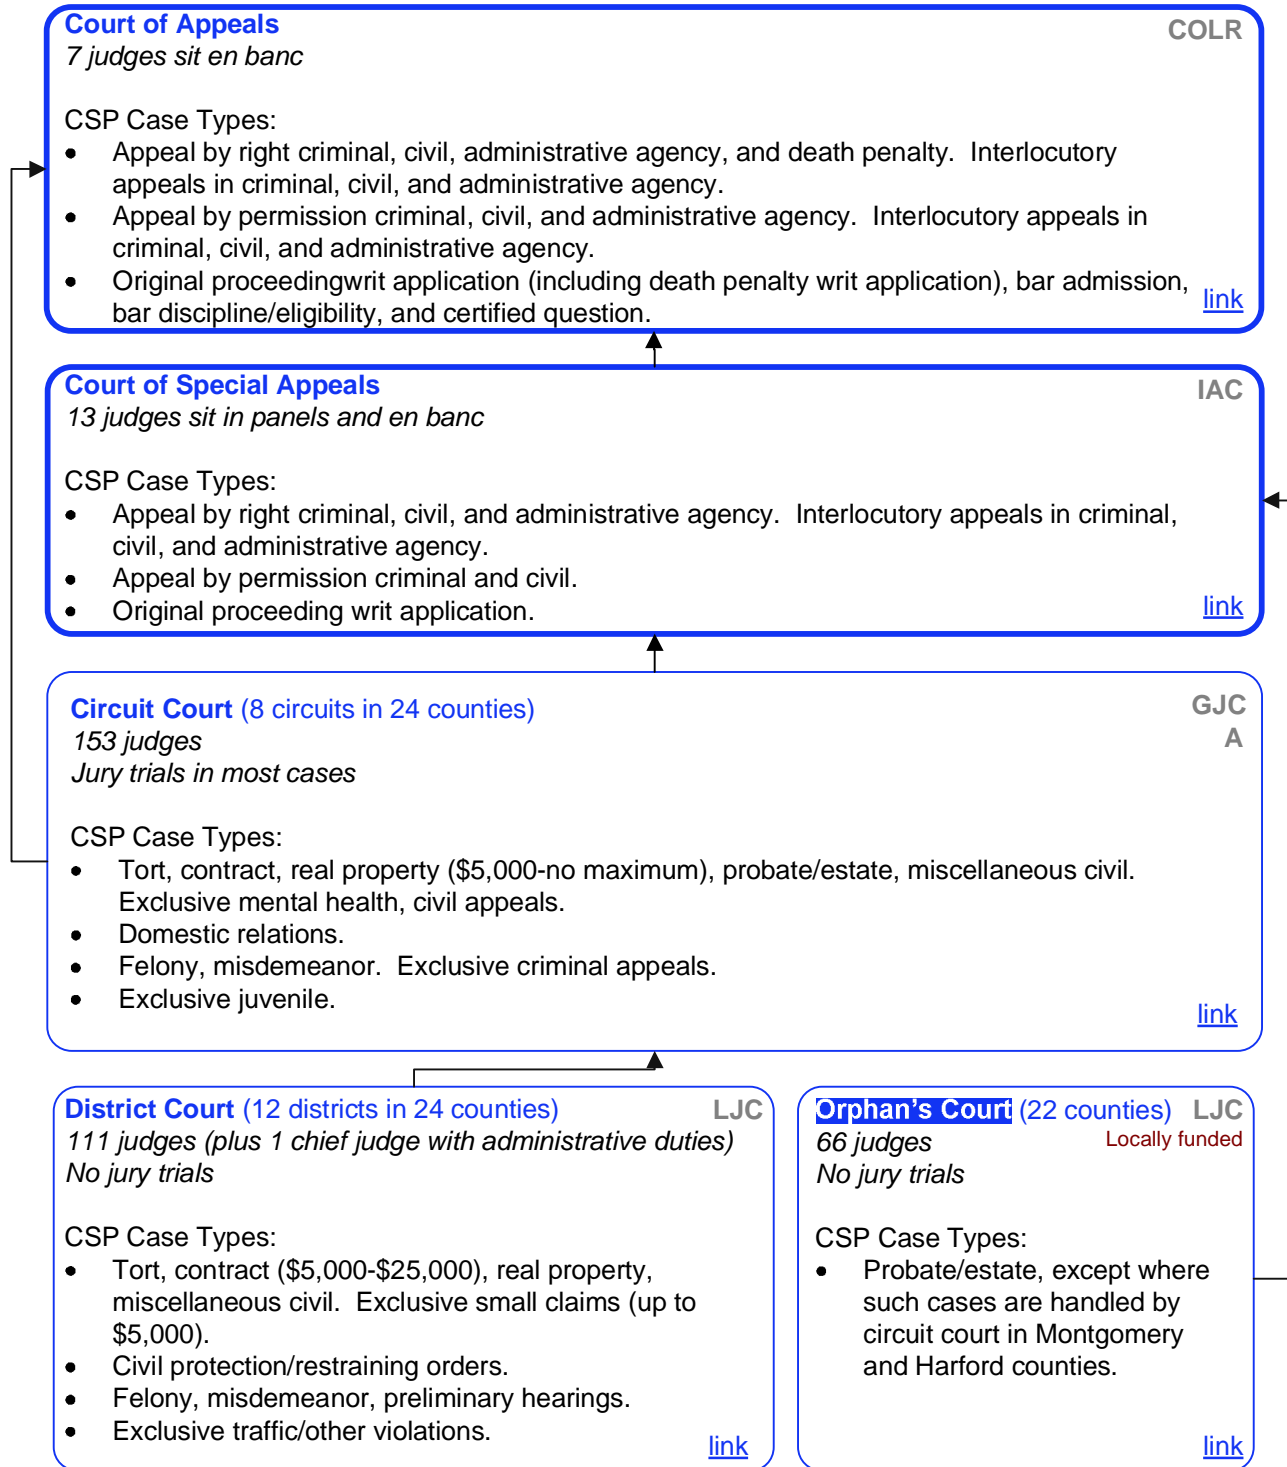 Court of Appeals COLR
7 judges sit en banc
CSP Case Types:
• Appeal by right criminal, civil, administrative agency, and death penalty. Interlocutory
appeals in criminal, civil, and administrative agency.
• Appeal by permission criminal, civil, and administrative agency. Interlocutory appeals in
criminal, civil, and administrative agency.
• Original proceedingwrit application (including death penalty writ application), bar admission,
bar discipline/eligibility, and certified question. link
Court of Special Appeals IAC
13 judges sit in panels and en banc
CSP Case Types:
• Appeal by right criminal, civil, and administrative agency. Interlocutory appeals in criminal,
civil, and administrative agency.
• Appeal by permission criminal and civil.
• Original proceeding writ application. link
Circuit Court (8 circuits in 24 counties) GJC
153 judges A
Jury trials in most cases
CSP Case Types:
• Tort, contract, real property ($5,000-no maximum), probate/estate, miscellaneous civil.
Exclusive mental health, civil appeals.
• Domestic relations.
• Felony, misdemeanor. Exclusive criminal appeals.
• Exclusive juvenile.
link
District Court (12 districts in 24 counties) LJC
111 judges (plus 1 chief judge with administrative duties)
No jury trials
CSP Case Types:
• Tort, contract ($5,000-$25,000), real property,
miscellaneous civil. Exclusive small claims (up to
$5,000).
• Civil protection/restraining orders.
• Felony, misdemeanor, preliminary hearings.
• Exclusive traffic/other violations. link
Orphan's Court (22 counties) LJC
66 judges Locally funded
No jury trials
CSP Case Types:
• Probate/estate, except where
such cases are handled by
circuit court in Montgomery
and Harford counties.
link